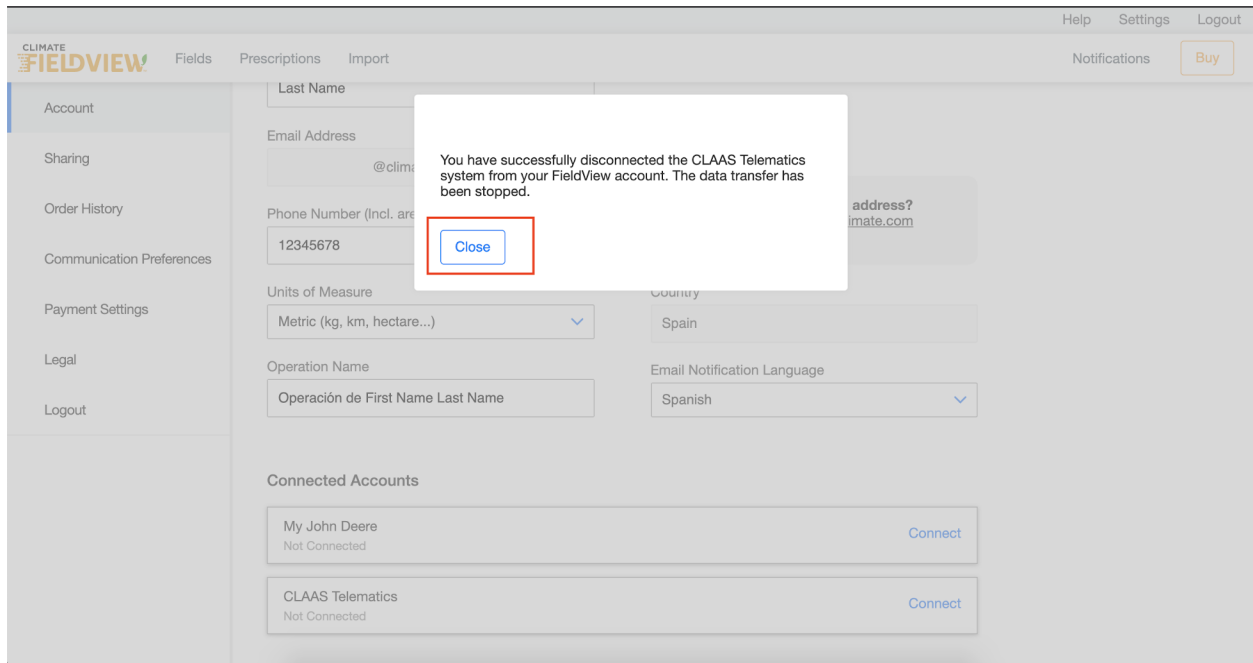 Help Settings Logout
CLIMATE
FIELDVIEW
Fields Prescriptions Import Notifications Buy
Account
Sharing
Order History
Communication Preferences
Payment Settings
Legal
Logout
Last Name
Email Address
@clima
Phone Number (Incl. are
12345678
address?
imate.com
You have successfully disconnected the CLAAS Telematics
system from your FieldView account. The data transfer has
been stopped.
Close
Units of Measure
Metric (kg, km, hectare...)
Country
Spain
Operation Name
Operación de First Name Last Name
Email Notification Language
Spanish
Connected Accounts
My John Deere
Not Connected
Connect
CLAAS Telematics
Not Connected
Connect